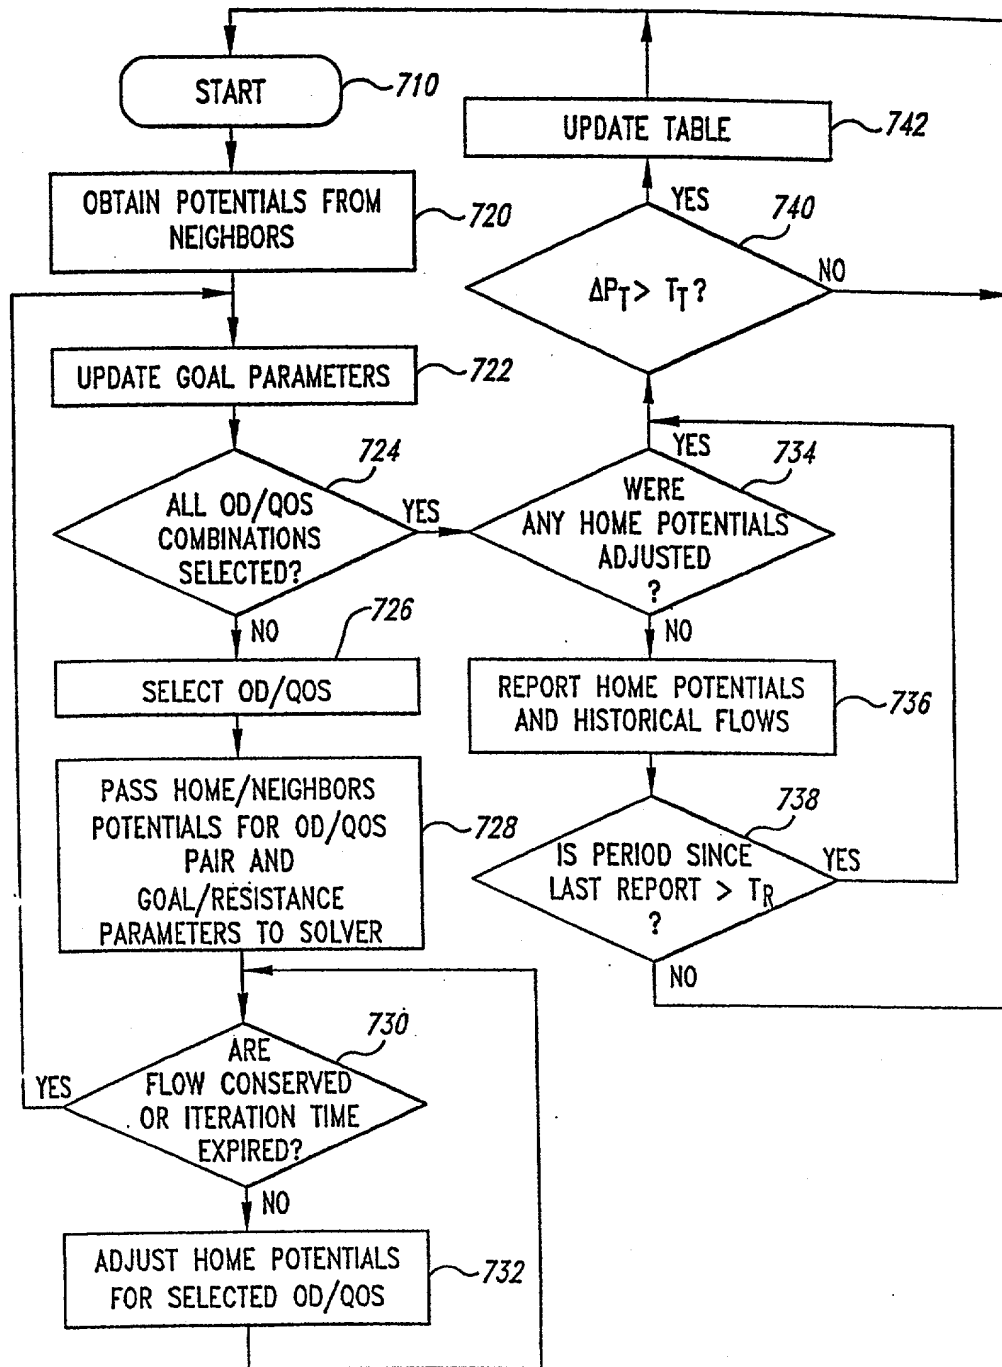 START
710
OBTAIN POTENTIALS FROM
NEIGHBORS
720
UPDATE GOAL PARAMETERS
722
ALL OD/QOS
COMBINATIONS
SELECTED?
724
YES
NO
SELECT OD/QOS
726
PASS HOME/NEIGHBORS
POTENTIALS FOR OD/QOS
PAIR AND
GOAL/RESISTANCE
PARAMETERS TO SOLVER
728
ARE
FLOW CONSERVED
OR ITERATION TIME
EXPIRED?
730
YES
NO
ADJUST HOME POTENTIALS
FOR SELECTED OD/QOS
732
UPDATE TABLE
742
YES
740
ΔPT > TT?
NO
YES
734
WERE
ANY HOME POTENTIALS
ADJUSTED
?
NO
REPORT HOME POTENTIALS
AND HISTORICAL FLOWS
736
738
IS PERIOD SINCE
LAST REPORT > TR
?
YES
NO